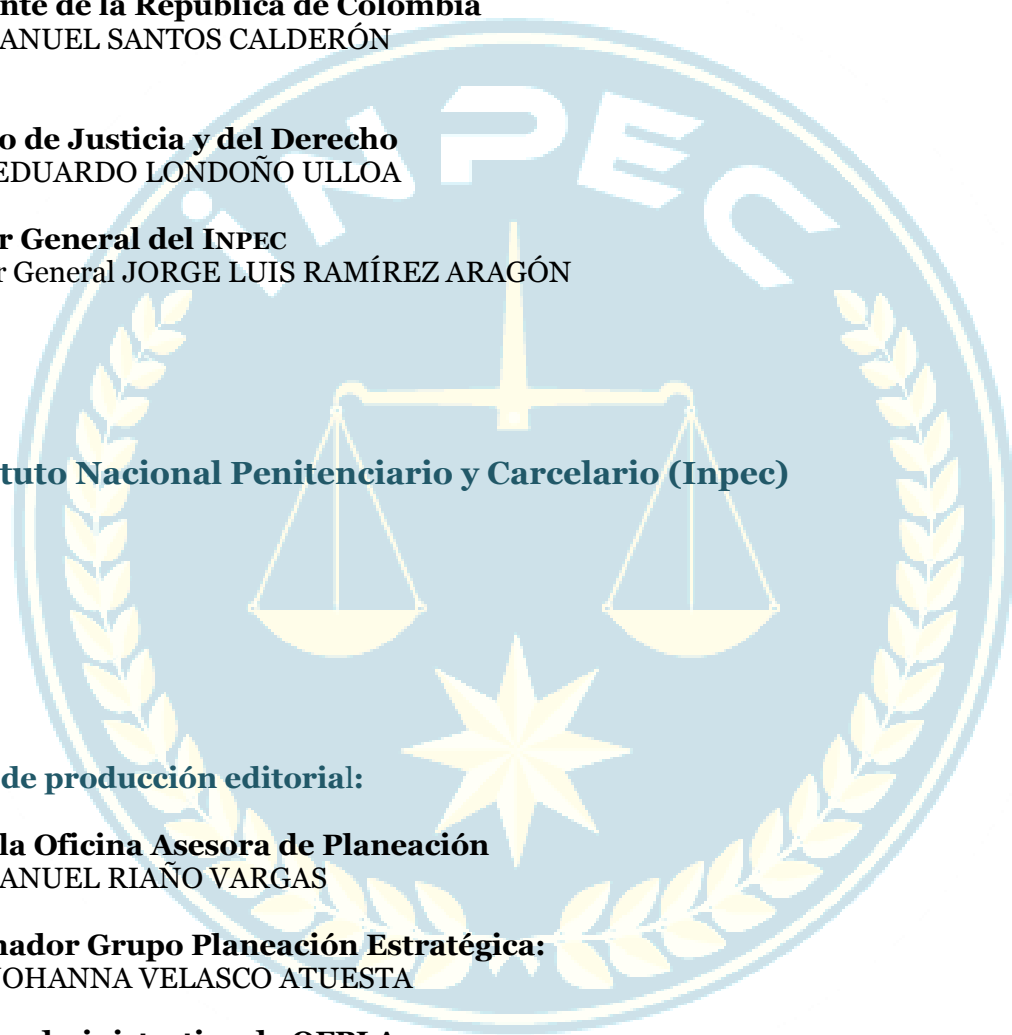 nte de la República de Colombia
ANUEL SANTOS CALDERÓN
iNPEC
o de Justicia y del Derecho
EDUARDO LONDOÑO ULLOA
r General del INPEC
r General JORGE LUIS RAMÍREZ ARAGÓN
tuto Nacional Penitenciario y Carcelario (Inpec)
de producción editorial:
la Oficina Asesora de Planeación
ANUEL RIAÑO VARGAS
nador Grupo Planeación Estratégica:
JOHANNA VELASCO ATUESTA